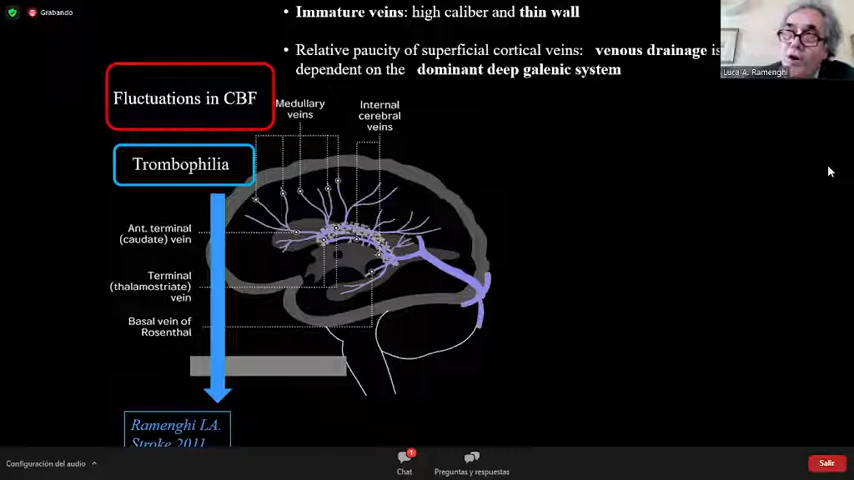 Grabando
• Immature veins: high caliber and thin wall
• Relative paucity of superficial cortical veins: venous drainage is
dependent on the dominant deep galenic system
Luca A. Ramenghi
Fluctuations in CBF
Trombophilia
Medullary
veins
Internal
cerebral
veins
Ant. terminal
(caudate) vein
Terminal
(thalamostriate)
vein
Basal vein of
Rosenthal
Ramenghi LA.
Stroke 2011
Configuración del audio
1
Chat
Preguntas y respuestas
Salir